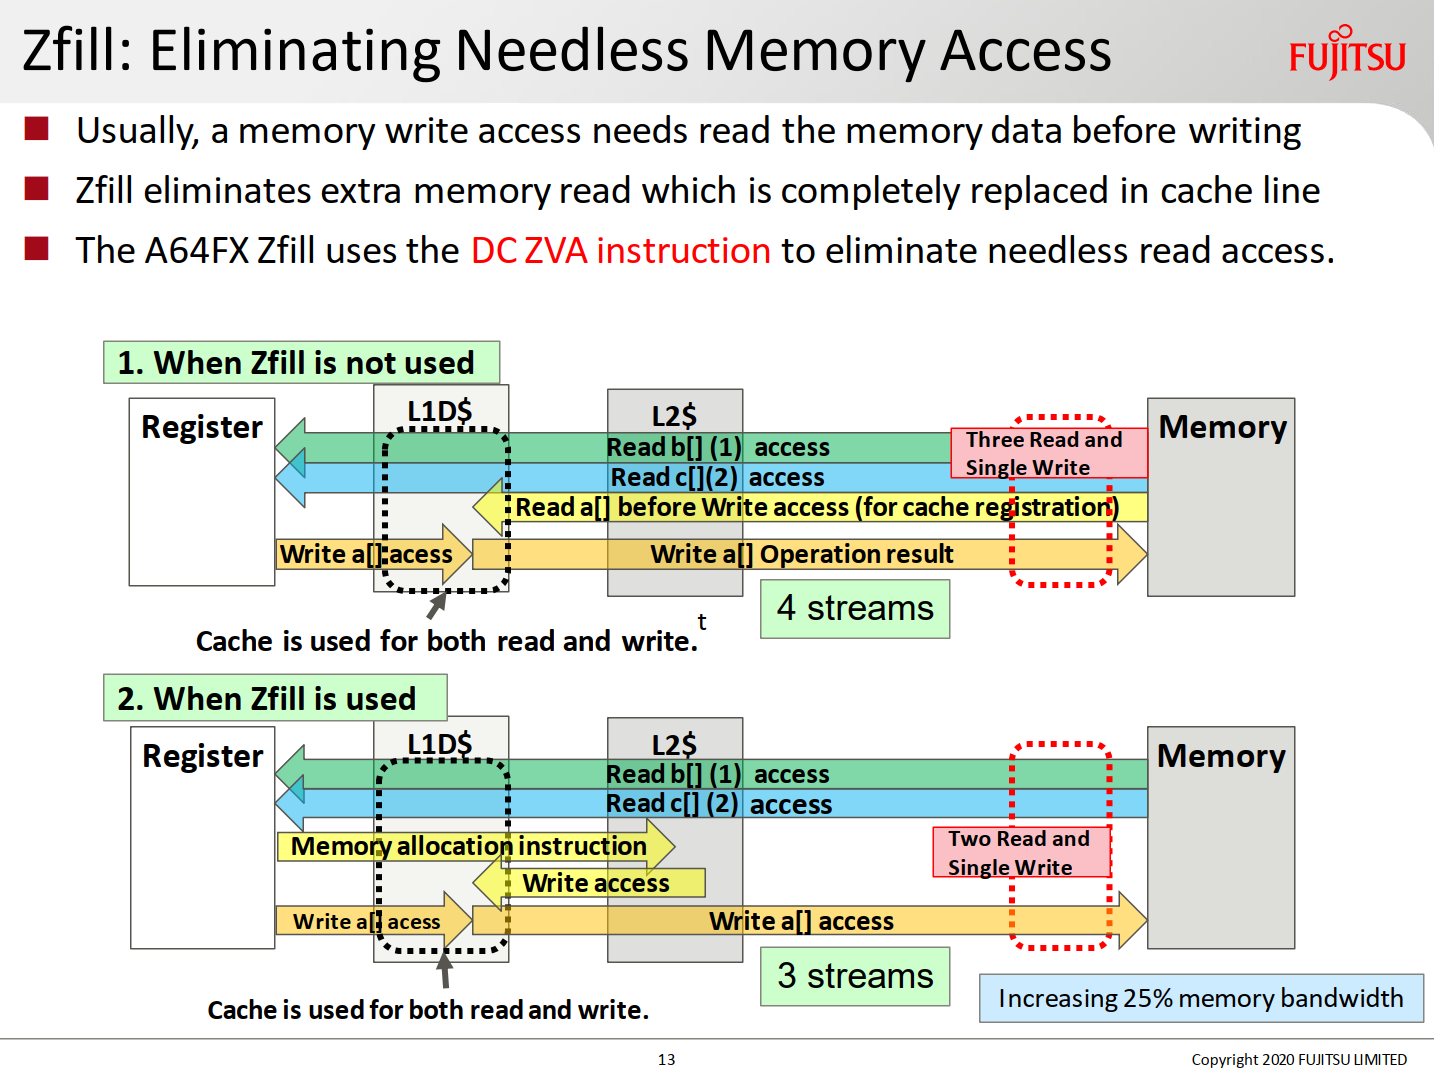 Zfill: Eliminating Needless Memory Access
FUJITSU
Usually, a memory write access needs read the memory data before writing
Zfill eliminates extra memory read which is completely replaced in cache line
The A64FX Zfill uses the DC ZVA instruction to eliminate needless read access.
1. When Zfill is not used
Register
L1D$
L2$
Memory
Read b[] (1) access
Three Read and
Single Write
Read c[](2) access
Read a[] before Write access (for cache registration)
Write a[] acess
Write a[] Operation result
4 streams
t
Cache is used for both read and write.
2. When Zfill is used
Register
L1D$
L2$
Memory
Read b[] (1) access
Read c[] (2) access
Memory allocation instruction
Two Read and
Single Write
Write access
Write a[] acess
Write a[] access
3 streams
Increasing 25% memory bandwidth
Cache is used for both read and write.
13
Copyright 2020 FUJITSU LIMITED